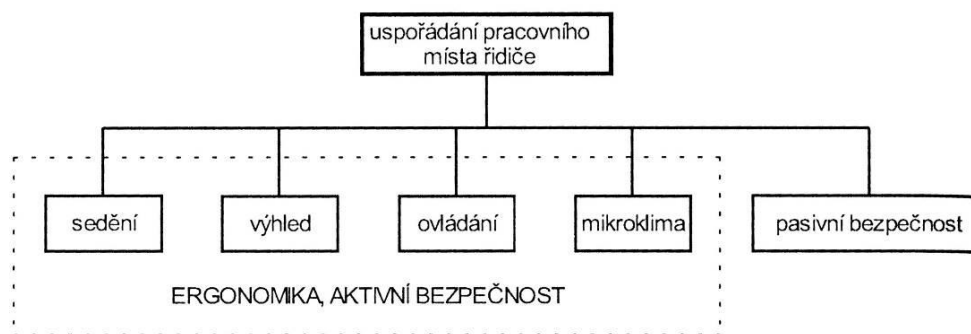 uspořádání pracovního
místa řidiče
sedění
výhled
ovládání
mikroklima
pasivní bezpečnost
ERGONOMIKA, AKTIVNÍ BEZPEČNOST